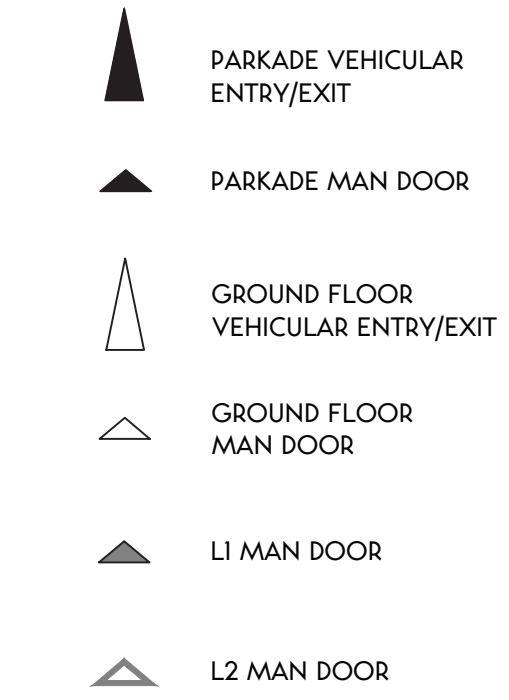 PARKADE VEHICULAR
ENTRY/EXIT
PARKADE MAN DOOR
GROUND FLOOR
VEHICULAR ENTRY/EXIT
GROUND FLOOR
MAN DOOR
L1 MAN DOOR
L2 MAN DOOR